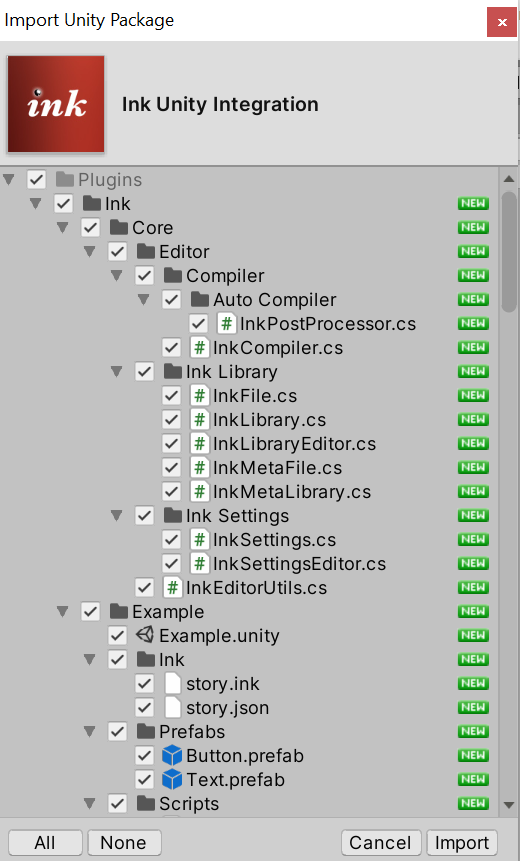 Import Unity Package
ink
Ink Unity Integration
Plugins
Ink NEW
Core NEW
Editor NEW
Compiler NEW
Auto Compiler NEW
# InkPostProcessor.cs NEW
# InkCompiler.cs NEW
Ink Library NEW
# InkFile.cs NEW
# InkLibrary.cs NEW
# InkLibraryEditor.cs NEW
# InkMetaFile.cs NEW
# InkMetaLibrary.cs NEW
Ink Settings NEW
# InkSettings.cs NEW
# InkSettingsEditor.cs NEW
# InkEditorUtils.cs NEW
Example NEW
Example.unity NEW
Ink NEW
story.ink NEW
story.json NEW
Prefabs NEW
Button.prefab NEW
Text.prefab NEW
Scripts NEW
All None Cancel Import